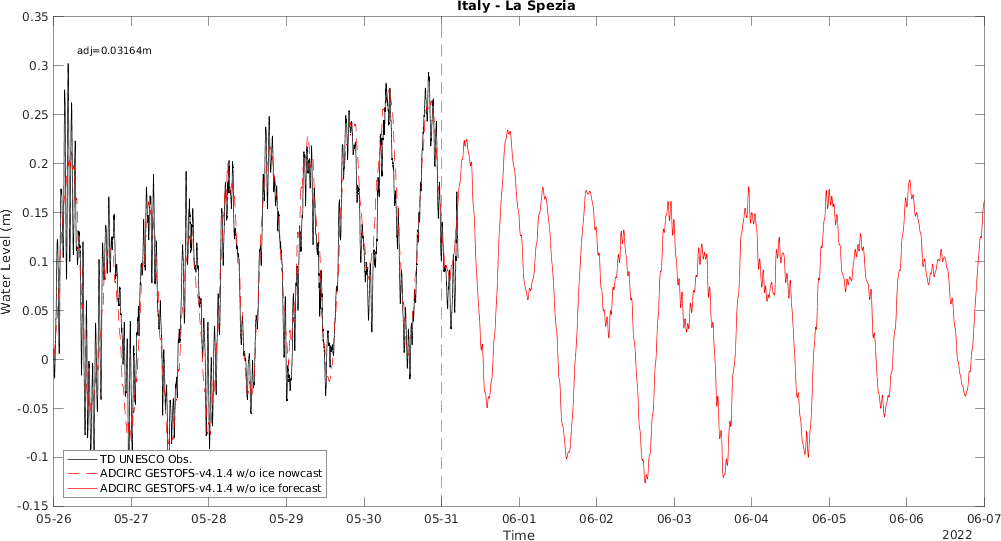 Italy - La Spezia
adj=0.03164m
Water Level (m)
0.35
0.3
0.25
0.2
0.15
0.1
0.05
0
-0.05
-0.1
-0.15
TD UNESCO Obs.
ADCIRC GESTOFS-v4.1.4 w/o ice nowcast
ADCIRC GESTOFS-v4.1.4 w/o ice forecast
05-26 05-27 05-28 05-29 05-30 05-31 06-01 06-02 06-03 06-04 06-05 06-06 06-07
Time
2022